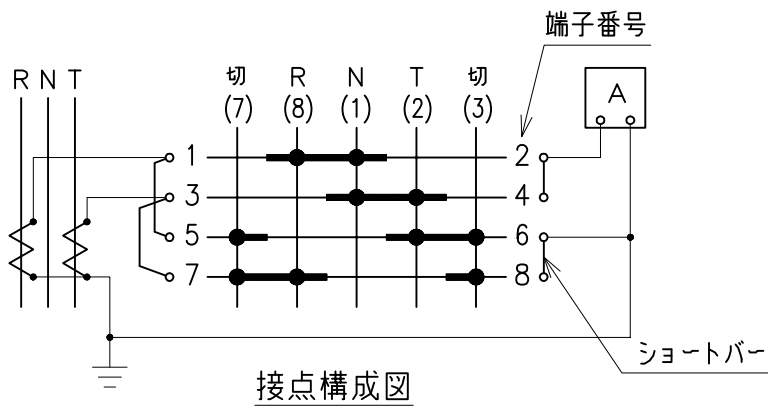 端子番号
R N T
切 R N T 切
(7) (8) (1) (2) (3)
A
1 2
3 4
5 6
7 8
ショートバー
接点構成図